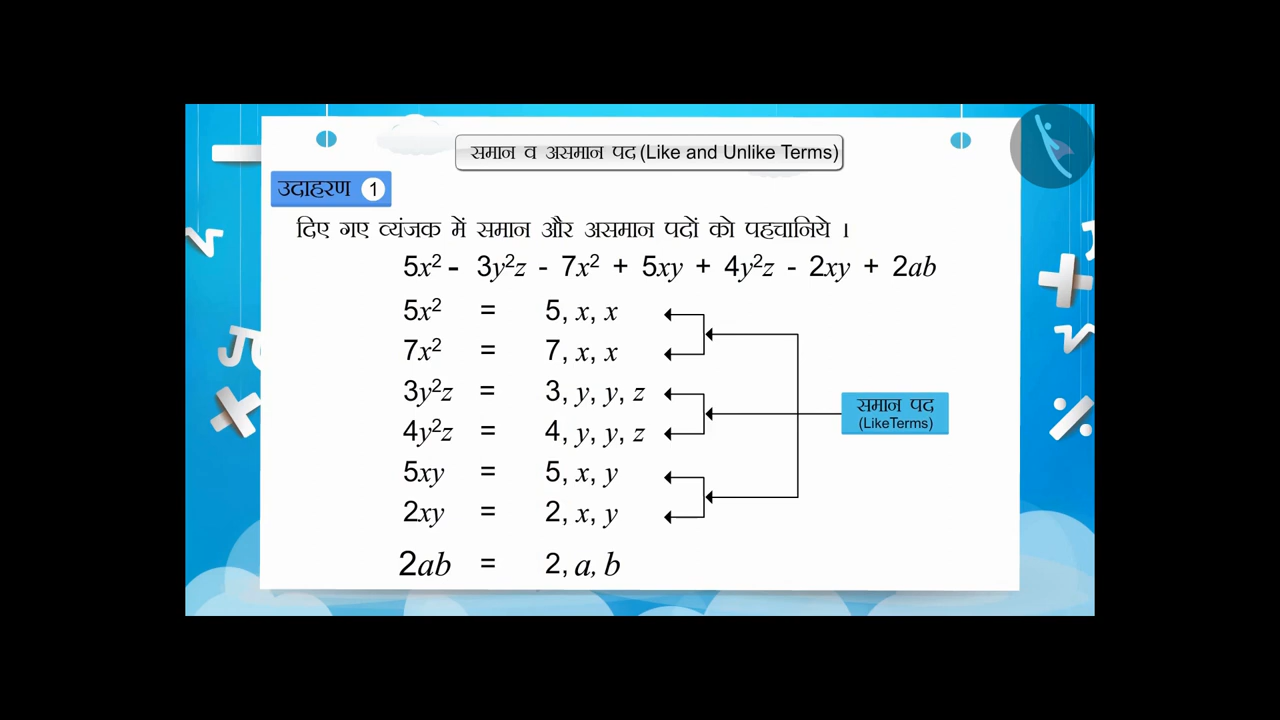 समान व असमान पद (Like and Unlike Terms)
उदाहरण 1
दिए गए व्यंजक में समान और असमान पदों को पहचानिये ।
5x² - 3y²z - 7x² + 5xy + 4y²z - 2xy + 2ab
5x² = 5, x, x
7x² = 7, x, x
3y²z = 3, y, y, z
4y²z = 4, y, y, z
5xy = 5, x, y
2xy = 2, x, y
2ab = 2, a, b
समान पद
(LikeTerms)